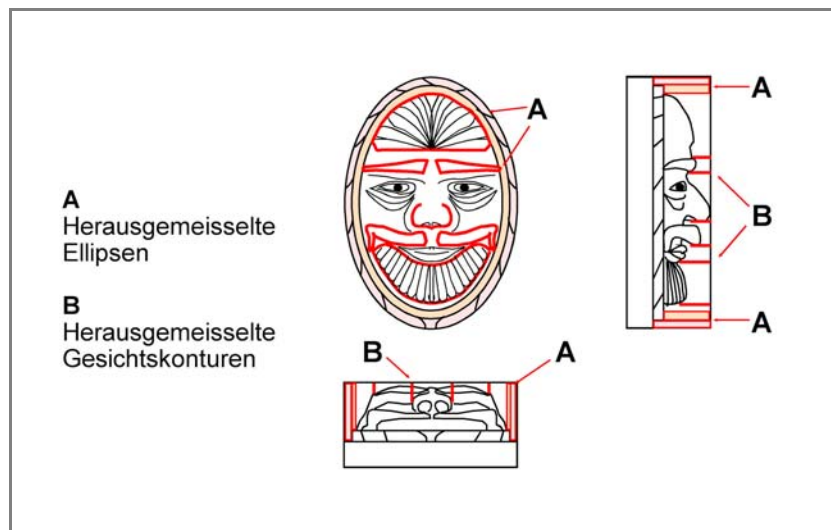 A
Herausgemeisselte
Ellipsen
B
Herausgemeisselte
Gesichtskonturen
A
A
B
A
B
A